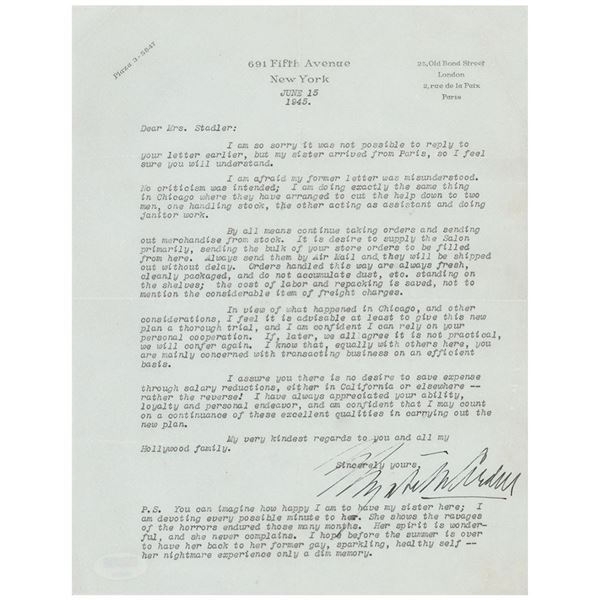 Plaza 3-5847
691 Fifth Avenue
New York
25, Old Bond Street
London
2, rue de la Paix
Paris
JUNE 15
1945.
Dear Mrs. Stadler:
I am so sorry it was not possible to reply to
your letter earlier, but my sister arrived from Paris, so I feel
sure you will understand.
I am afraid my former letter was misunderstood.
No criticism was intended; I am doing exactly the same thing
in Chicago where they have arranged to cut the help down to two
men, one handling stock, the other acting as assistant and doing
janitor work.
By all means continue taking orders and sending
out merchandise from stock. It is desire to supply the Salon
primarily, sending the bulk of your store orders to be filled
from here. Always send them by Air Mail and they will be shipped
out without delay. Orders handled this way are always fresh,
cleanly packaged, and do not accumulate dust, etc. standing on
the shelves; the cost of labor and repacking is saved, not to
mention the considerable item of freight charges.
In view of what happened in Chicago, and other
considerations, I feel it is advisable at least to give this new
plan a thorough trial, and I am confident I can rely on your
personal cooperation. If, later, we all agree it is not practical,
we will confer again. I know that, equally with others here, you
are mainly concerned with transacting business on an efficient
basis.
I assure you there is no desire to save expense
through salary reductions, either in California or elsewhere --
rather the reverse! I have always appreciated your ability,
loyalty and personal endeavor, and am confident that I may count
on a continuance of these excellent qualities in carrying out the
new plan.
My very kindest regards to you and all my
Hollywood family.
Sincerely yours,
Elizabeth Arden
P.S. You can imagine how happy I am to have my sister here; I
am devoting every possible minute to her. She shows the ravages
of the horrors endured those many months. Her spirit is wonder-
ful, and she never complains. I hope before the summer is over
to have her back to her former gay, sparkling, healthy self --
her nightmare experience only a dim memory.